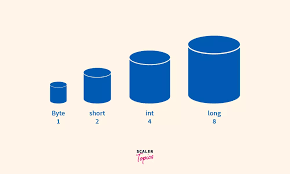 Byte short int long
1 2 4 8
SCALER
Topics